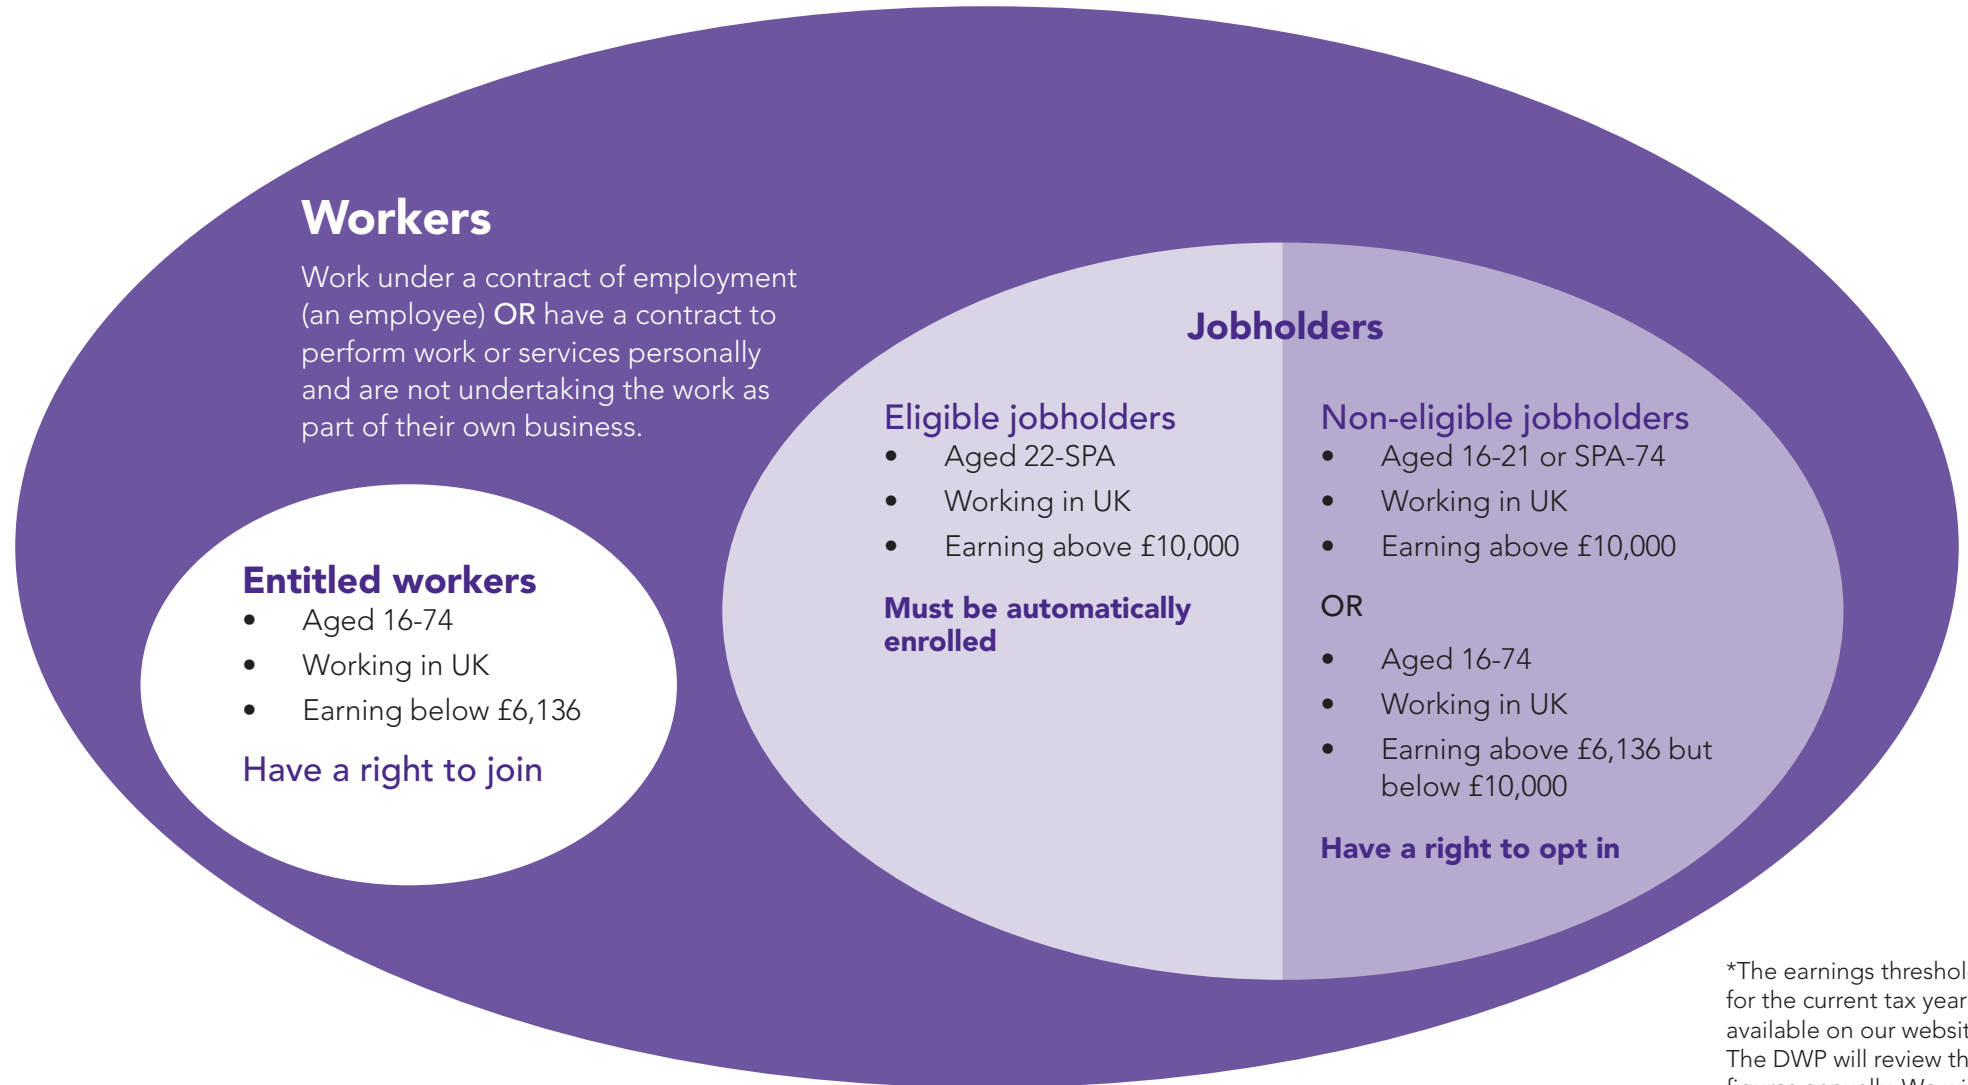 Workers
Work under a contract of employment
(an employee) OR have a contract to
perform work or services personally
and are not undertaking the work as
part of their own business.
Entitled workers
• Aged 16-74
• Working in UK
• Earning below £6,136
Have a right to join
Jobholders
Eligible jobholders
• Aged 22-SPA
• Working in UK
• Earning above £10,000
Must be automatically
enrolled
Non-eligible jobholders
• Aged 16-21 or SPA-74
• Working in UK
• Earning above £10,000
OR
• Aged 16-74
• Working in UK
• Earning above £6,136 but
below £10,000
Have a right to opt in
*The earnings
for the current tax year
available on our
The DWP will review